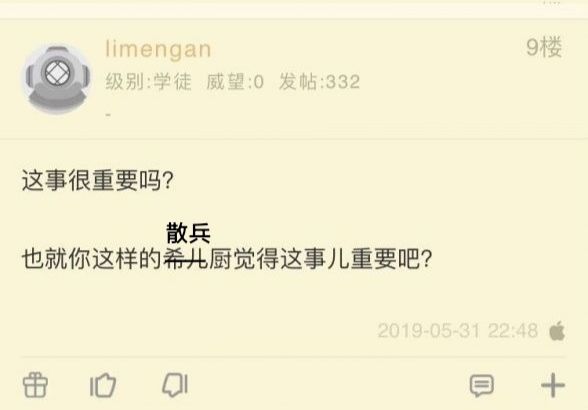 limengan
9楼
级别:学徒 威望:0 发帖:332
-
这事很重要吗?
散兵
也就你这样的希儿厨觉得这事儿重要吧?
2019-05-31 22:48